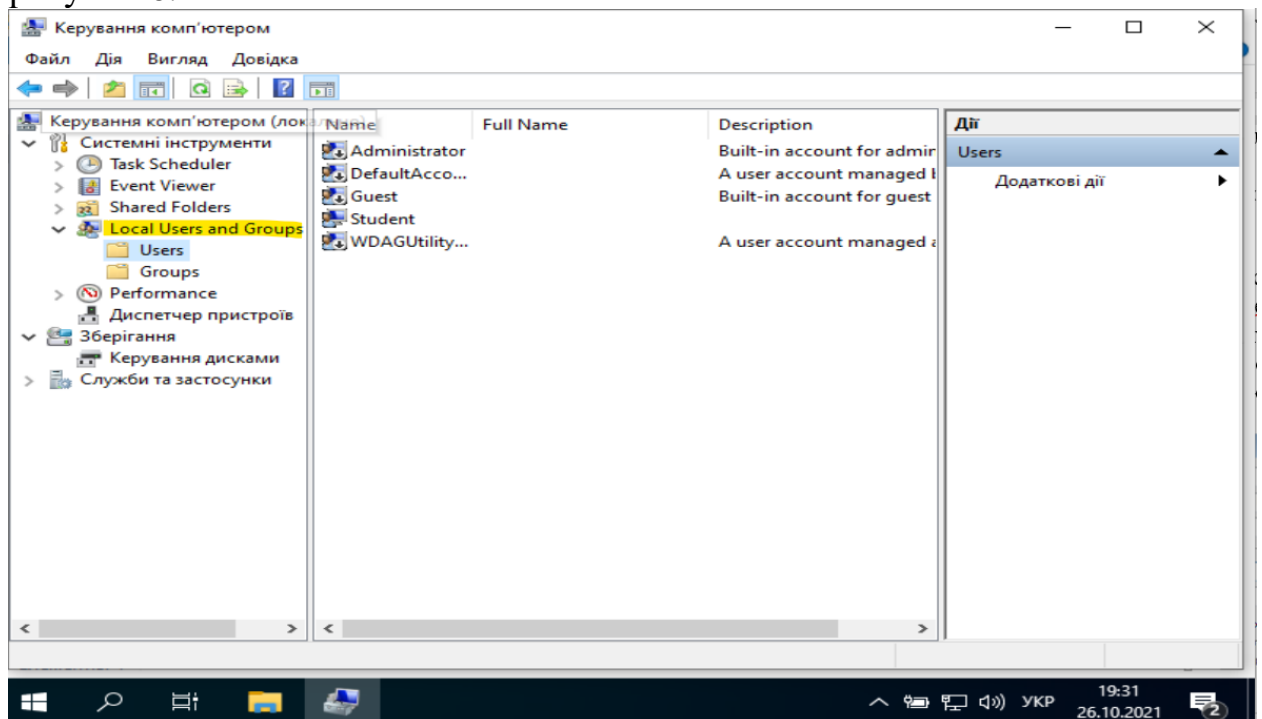 Керування комп'ютером
Файл Дія Вигляд Довідка
Керування комп'ютером (лок
Системні інструменти
Task Scheduler
Event Viewer
Shared Folders
Local Users and Groups
Users
Groups
Performance
Диспетчер пристроїв
Зберігання
Керування дисками
Служби та застосунки
Name Full Name Description
Administrator Built-in account for admir
DefaultAcco... A user account managed b
Guest Built-in account for guest
Student
WDAGUtility... A user account managed a
Дії
Users
Додаткові дії
УКР
19:31
26.10.2021
2